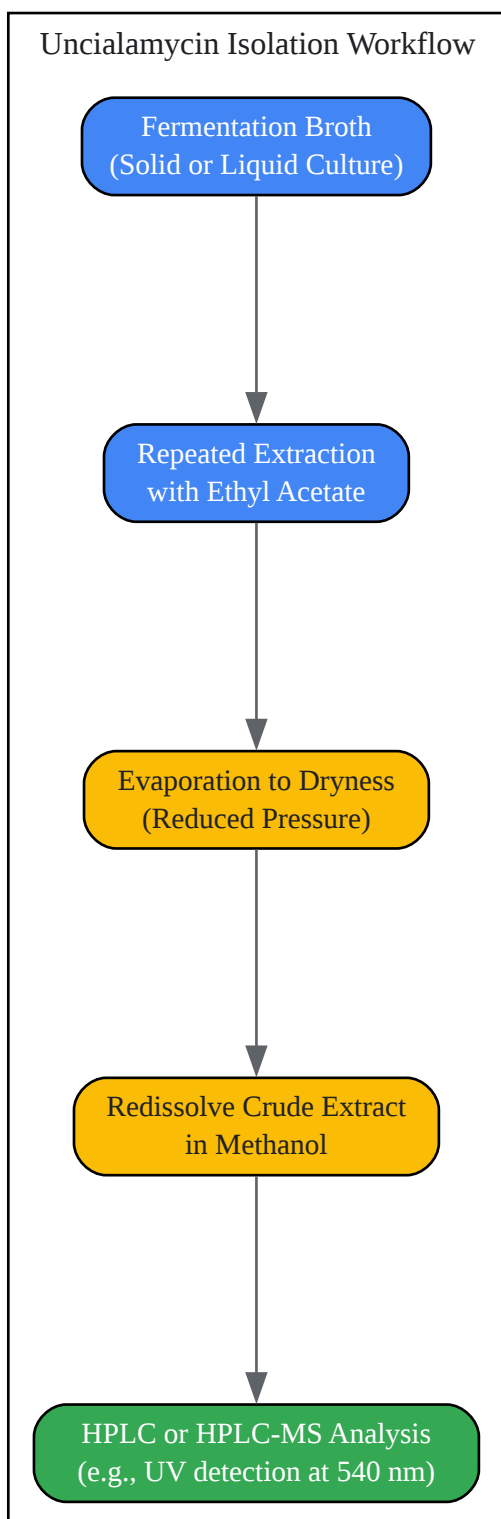 Uncialamycin Isolation Workflow
Fermentation Broth
(Solid or Liquid Culture)
Repeated Extraction
with Ethyl Acetate
Evaporation to Dryness
(Reduced Pressure)
Redissolve Crude Extract
in Methanol
HPLC or HPLC-MS Analysis
(e.g., UV detection at 540 nm)